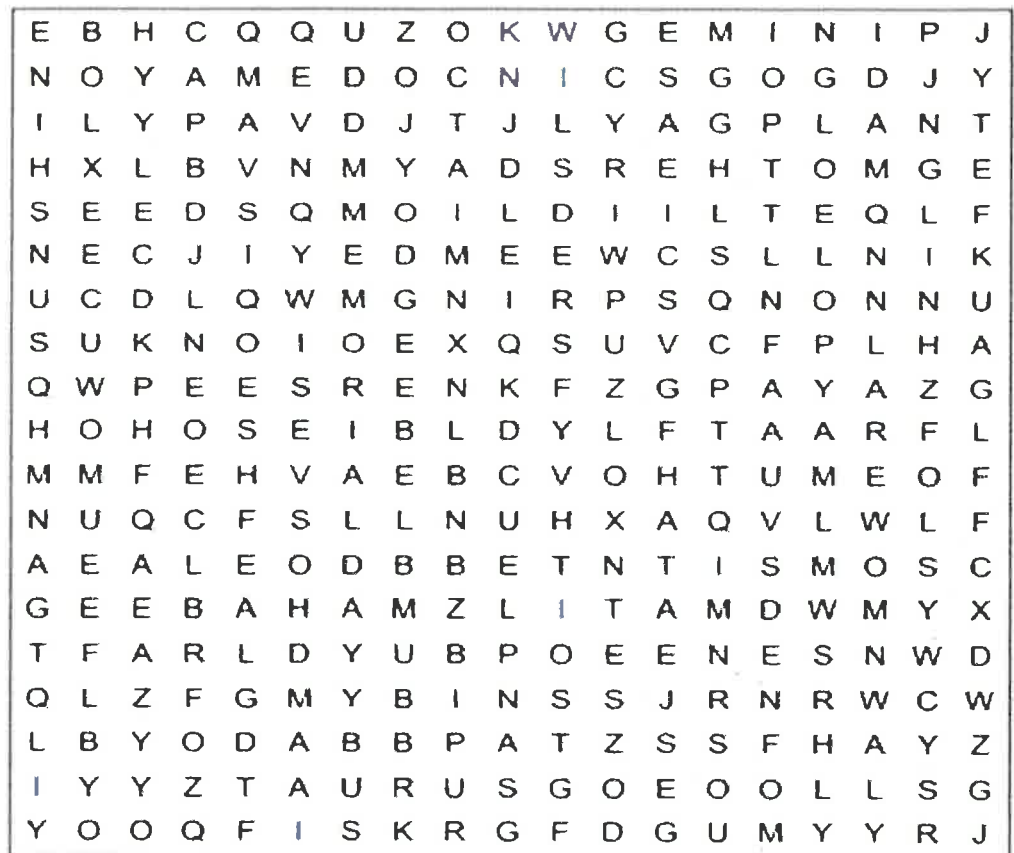 E B H C Q Q U Z O K W G E M I N I P J
N O Y A M E D O C N I C S G O G D J Y
I L Y P A V D J T J L Y A G P L A N T
H X L B V N M Y A D S R E H T O M G E
S E E D S Q M O I L D I I L T E Q L F
N E C J I Y E D M E E W C S L L N I K
U C D L Q W M G N I R P S Q N O N N U
S U K N O I O E X Q S U V C F P L H A
Q W P E E S R E N K F Z G P A Y A Z G
H O H O S E I B L D Y L F T A A R F L
M M F E H V A E B C V O H T U M E O F
N U Q C F S L L N U H X A Q V L W L F
A E A L E O D B B E T N T I S M O S C
G E E B A H A M Z L I T A M D W M Y X
T F A R L D Y U B P O E E N E S N W D
Q L Z F G M Y B I N S S J R N R W C W
L B Y O D A B B P A T Z S S F H A Y Z
I Y Y Z T A U R U S G O E O O L L S G
Y O O Q F I S K R G F D G U M Y Y R J